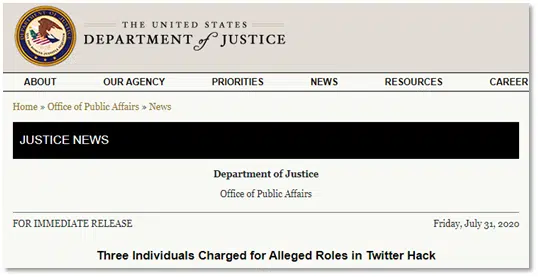 THE UNITED STATES
DEPARTMENT of JUSTICE
ABOUT OUR AGENCY PRIORITIES NEWS RESOURCES CAREER
Home » Office of Public Affairs » News
JUSTICE NEWS
Department of Justice
Office of Public Affairs
FOR IMMEDIATE RELEASE Friday, July 31, 2020
Three Individuals Charged for Alleged Roles in Twitter Hack